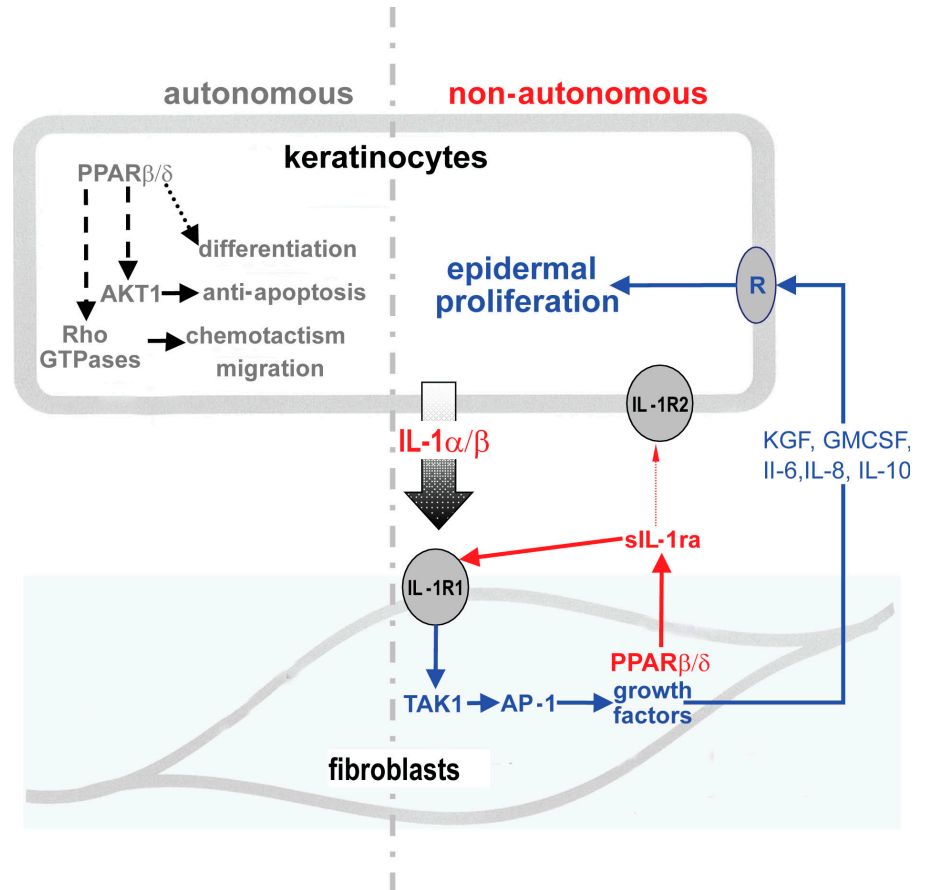 autonomous
non-autonomous
keratinocytes
PPARβ/δ
differentiation
AKT1
anti-apoptosis
Rho
GTPases
chemotactism
migration
epidermal
proliferation
R
IL-1R2
IL-1α/β
KGF, GMCSF,
Il-6,IL-8, IL-10
sIL-1ra
IL-1R1
PPARβ/δ
TAK1
AP-1
growth
factors
fibroblasts